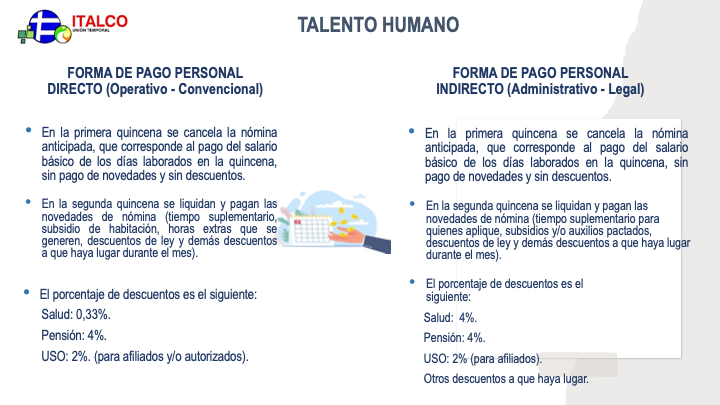 ITALCO
UNIÓN TEMPORAL
TALENTO HUMANO
FORMA DE PAGO PERSONAL
DIRECTO (Operativo - Convencional)
• En la primera quincena se cancela la nómina
anticipada, que corresponde al pago del salario
básico de los días laborados en la quincena,
sin pago de novedades y sin descuentos.
• En la segunda quincena se liquidan y pagan las
novedades de nómina (tiempo suplementario,
subsidio de habitación, horas extras que se
generen, descuentos de ley y demás descuentos
a que haya lugar durante el mes).
• El porcentaje de descuentos es el siguiente:
Salud: 0,33%.
Pensión: 4%.
USO: 2%. (para afiliados y/o autorizados).
FORMA DE PAGO PERSONAL
INDIRECTO (Administrativo - Legal)
• En la primera quincena se cancela la nómina
anticipada, que corresponde al pago del salario
básico de los días laborados en la quincena, sin
pago de novedades y sin descuentos.
• En la segunda quincena se liquidan y pagan las
novedades de nómina (tiempo suplementario para
quienes aplique, subsidios y/o auxilios pactados,
descuentos de ley y demás descuentos a que haya lugar
durante el mes).
• El porcentaje de descuentos es el
siguiente:
Salud: 4%.
Pensión: 4%.
USO: 2% (para afiliados).
Otros descuentos a que haya lugar.